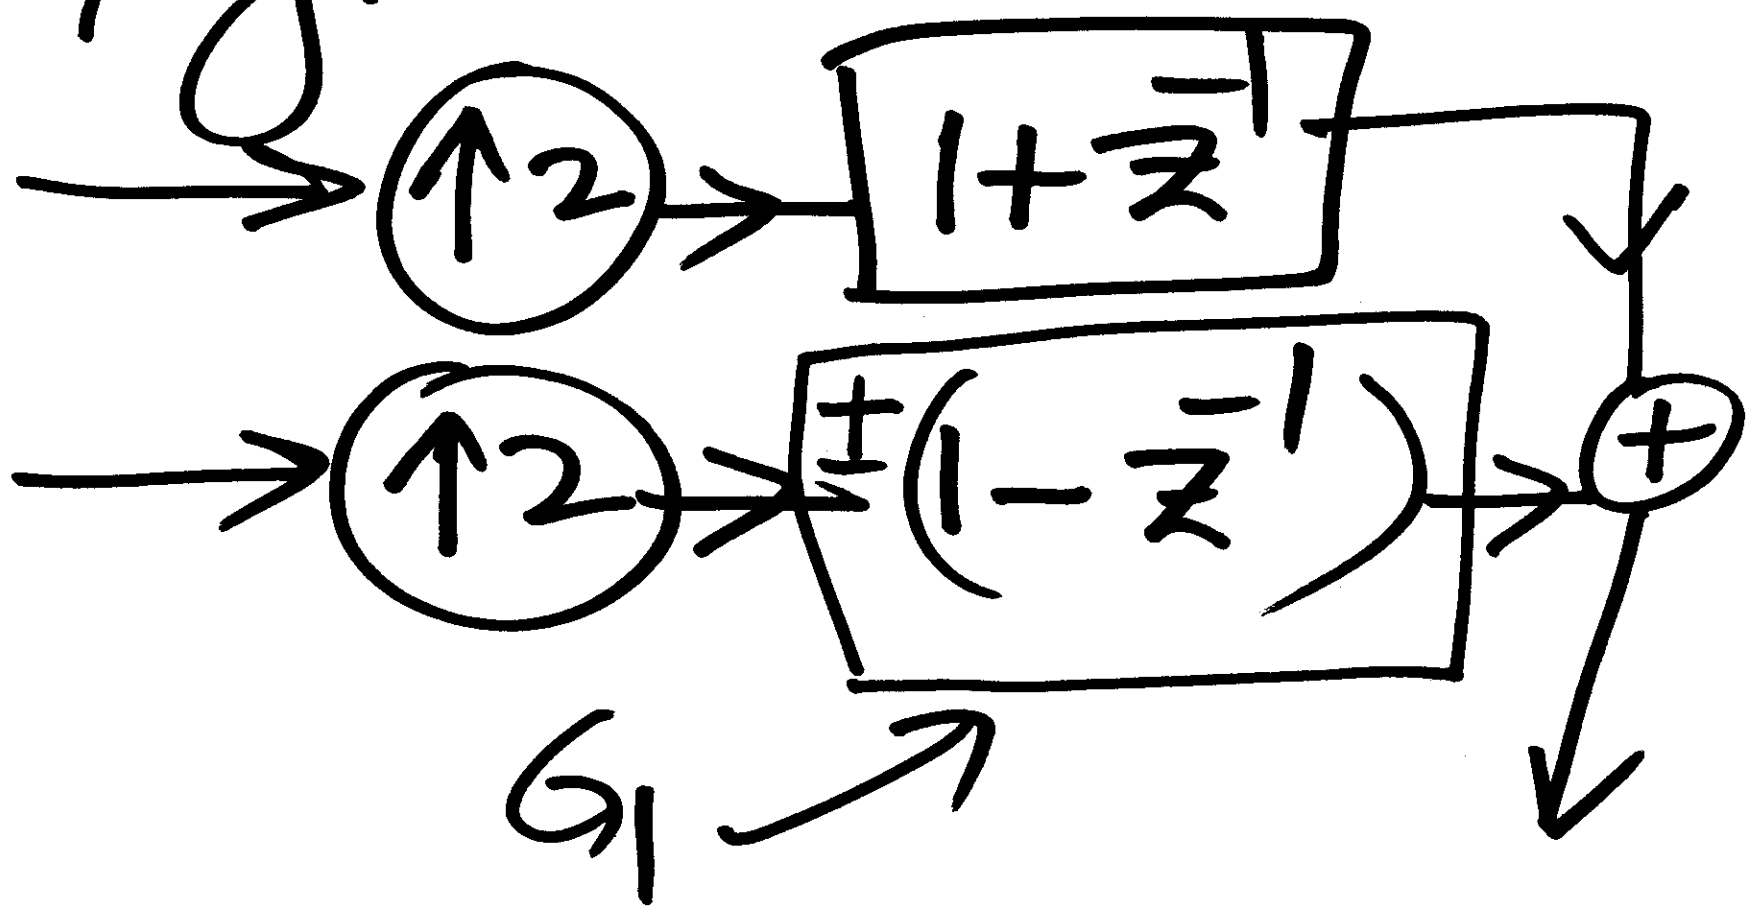 ↑2 1+z⁻¹
↑2 ±(1-z⁻¹) +
G₁